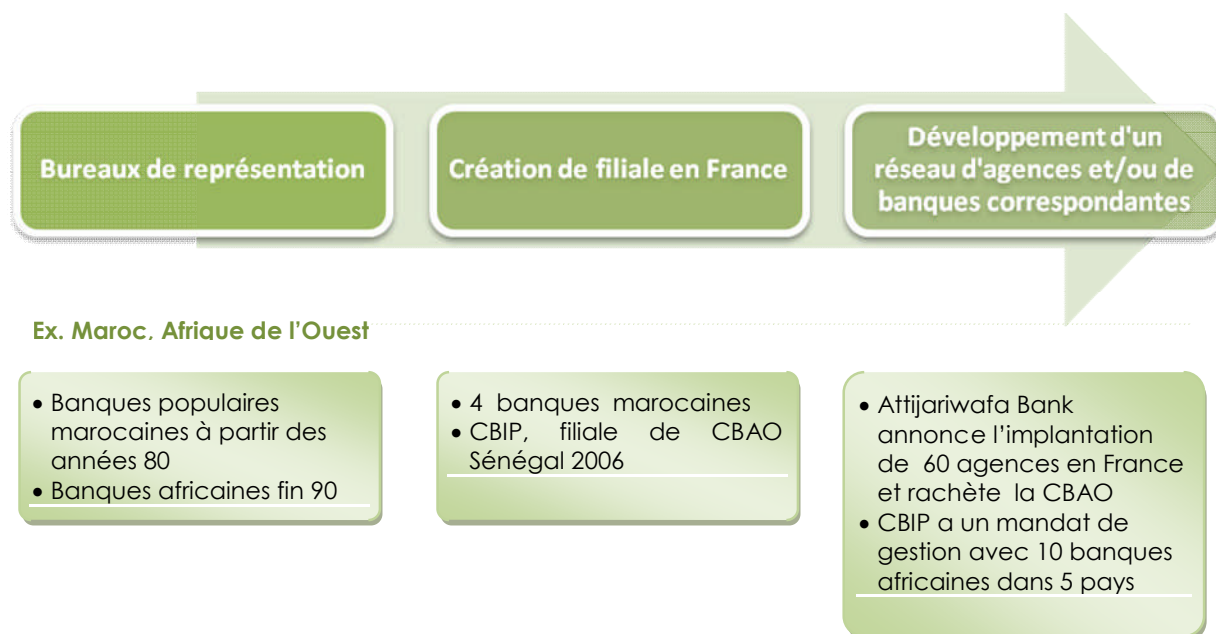 Bureaux de représentation
Création de filiale en France
Développement d'un
réseau d'agences et/ou de
banques correspondantes
Ex. Maroc, Afrique de l'Ouest
• Banques populaires
marocaines à partir des
années 80
• Banques africaines fin 90
• 4 banques marocaines
• CBIP, filiale de CBAO
Sénégal 2006
• Attijariwafa Bank
annonce l'implantation
de 60 agences en France
et rachète la CBAO
• CBIP a un mandat de
gestion avec 10 banques
africaines dans 5 pays